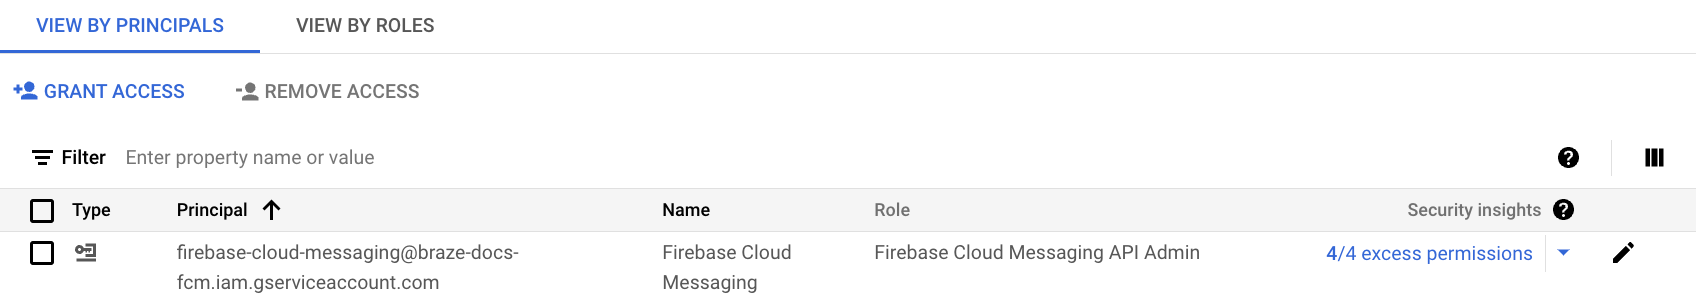 VIEW BY PRINCIPALS VIEW BY ROLES
GRANT ACCESS REMOVE ACCESS
Filter Enter property name or value
Type Principal Name Role Security insights
firebase-cloud-messaging@braze-docs- Firebase Cloud Firebase Cloud Messaging API Admin 4/4 excess permissions
fcm.iam.gserviceaccount.com Messaging